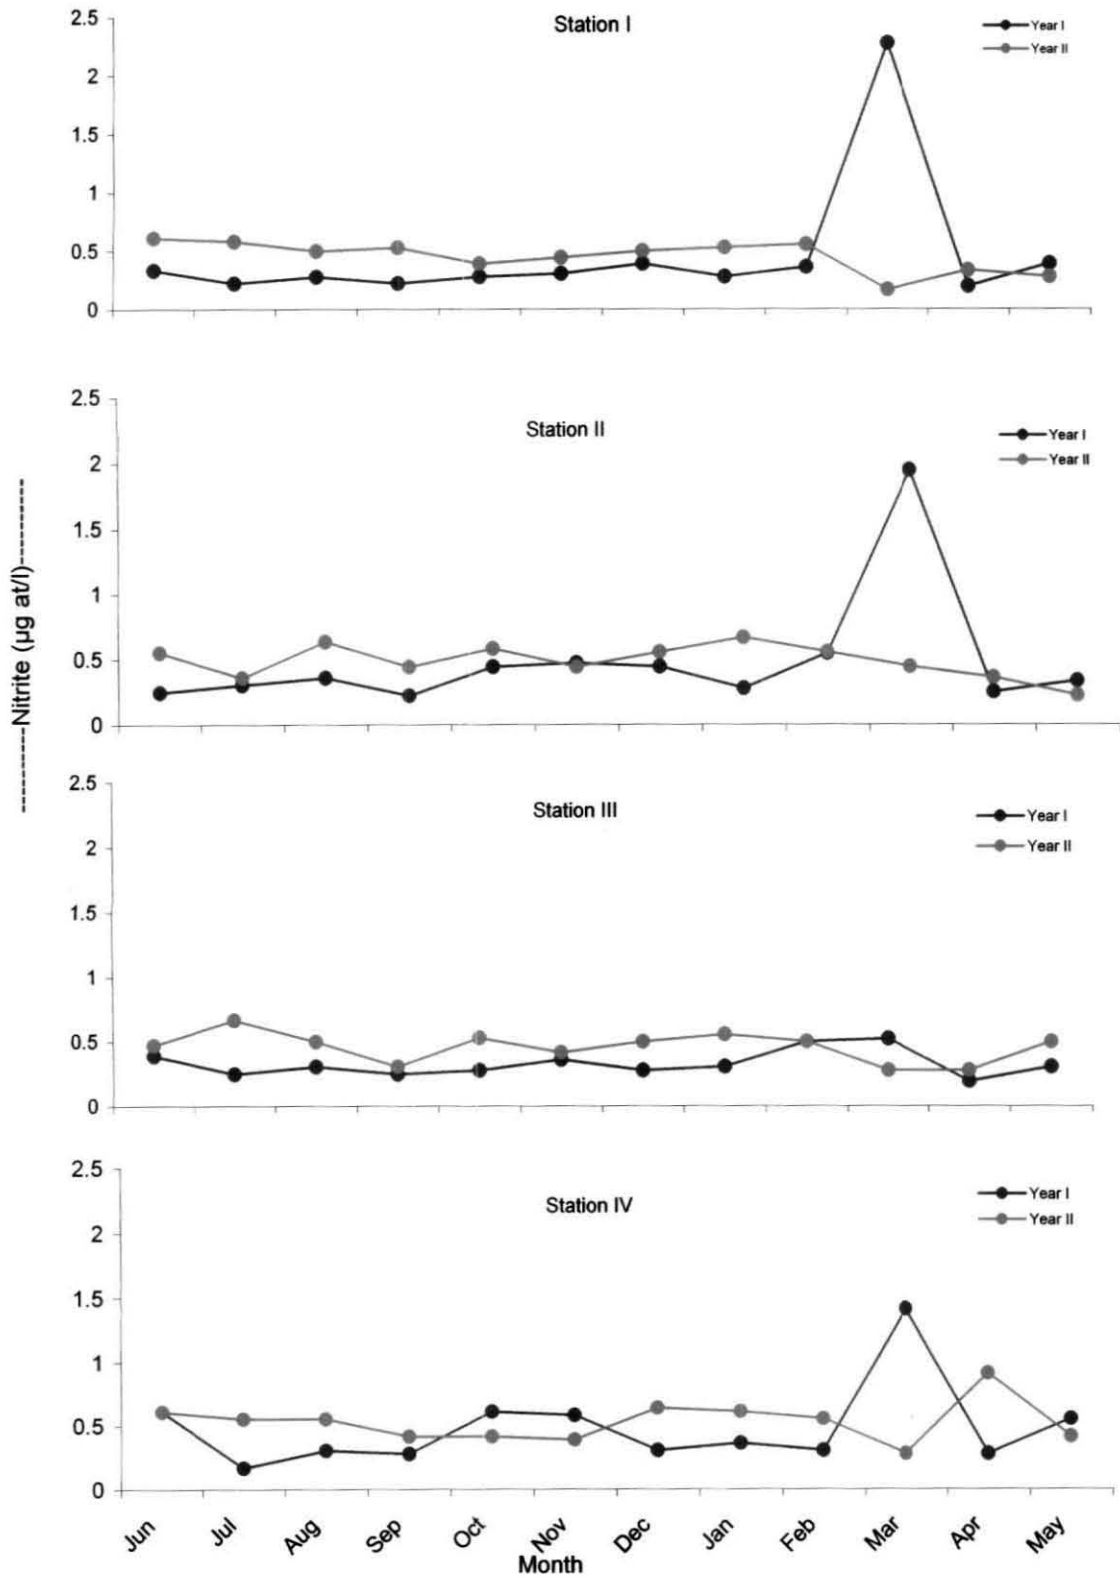 Station I
Year I
Year II
2.5
2
1.5
1
0.5
0
Station II
Year I
Year II
2.5
2
1.5
1
0.5
0
--------Nitrite (µg at/l)--------
Station III
Year I
Year II
2.5
2
1.5
1
0.5
0
Station IV
Year I
Year II
2.5
2
1.5
1
0.5
0
Jun Jul Aug Sep Oct Nov Dec Jan Feb Mar Apr May
Month